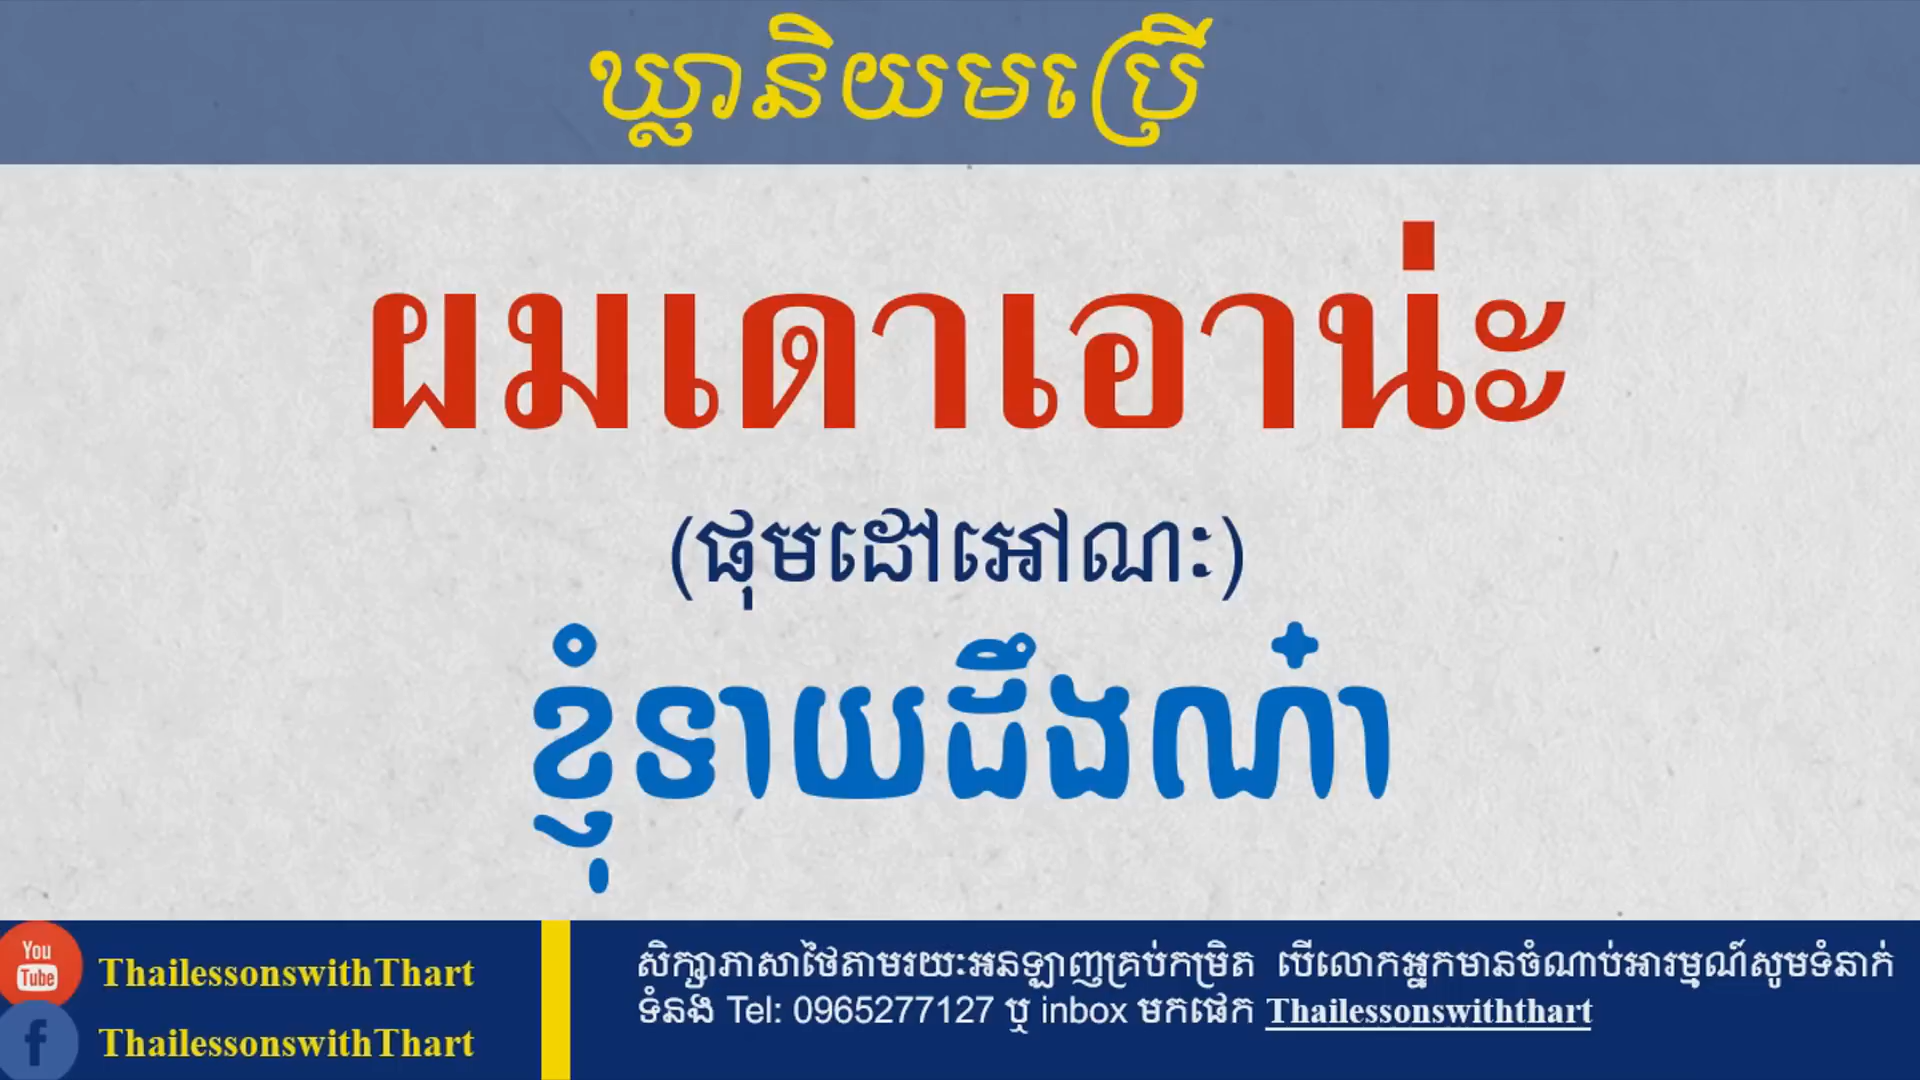 ឃ្លានិយមប្រើ
ผมเดาเอาน่ะ
(ផុមដៅអៅណៈ)
ខ្ញុំទាយដឹងណ៎ា
You
Tube
ThailessonswithThart
f
ThailessonswithThart
សិក្សាភាសាថៃតាមរយៈអនឡាញគ្រប់កម្រិត បើលោកអ្នកមានចំណាប់អារម្មណ៍សូមទំនាក់
ទំនង Tel: 0965277127 ឬ inbox មកផេក Thailessonswiththart